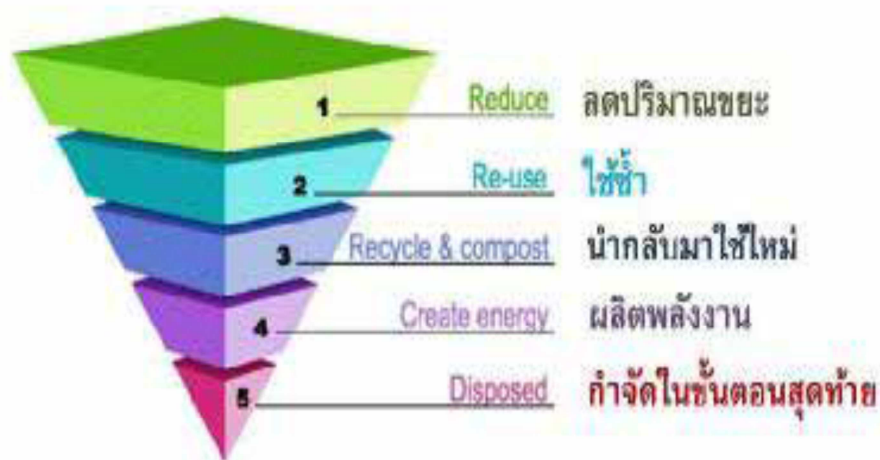 1 Reduce ลดปริมาณขยะ
2 Re-use ใช้ซ้ำ
3 Recycle & compost นำกลับมาใช้ใหม่
4 Create energy ผลิตพลังงาน
5 Disposed กำจัดในขั้นตอนสุดท้าย